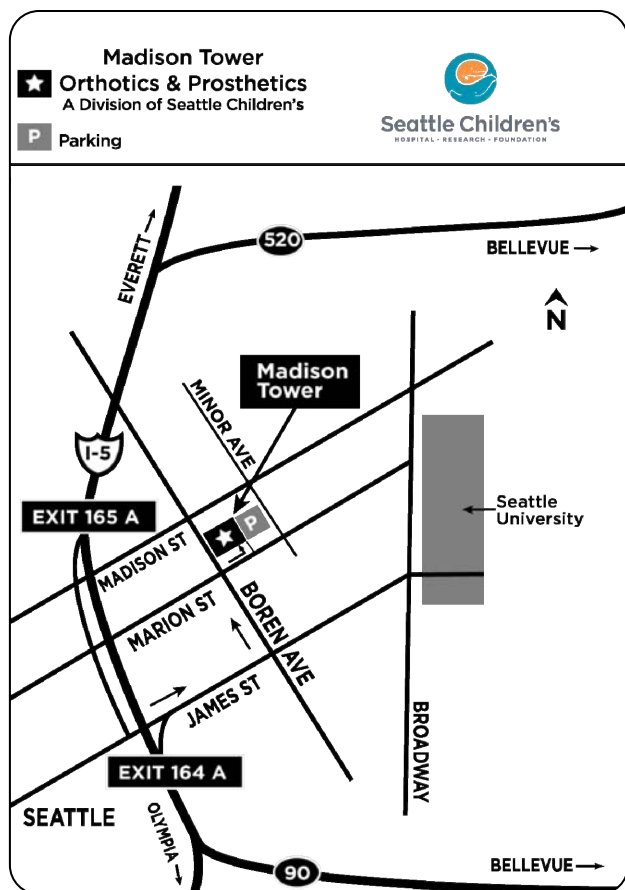 Madison Tower
Orthotics & Prosthetics
A Division of Seattle Children's
P Parking
Seattle Children's
HOSPITAL • RESEARCH • FOUNDATION
EVERETT
520
BELLEVUE
N
Madison
Tower
MINOR AVE
I-5
EXIT 165 A
P
Seattle
University
MADISON ST
MARION ST
BOREN AVE
JAMES ST
BROADWAY
EXIT 164 A
SEATTLE
OLYMPIA
90
BELLEVUE